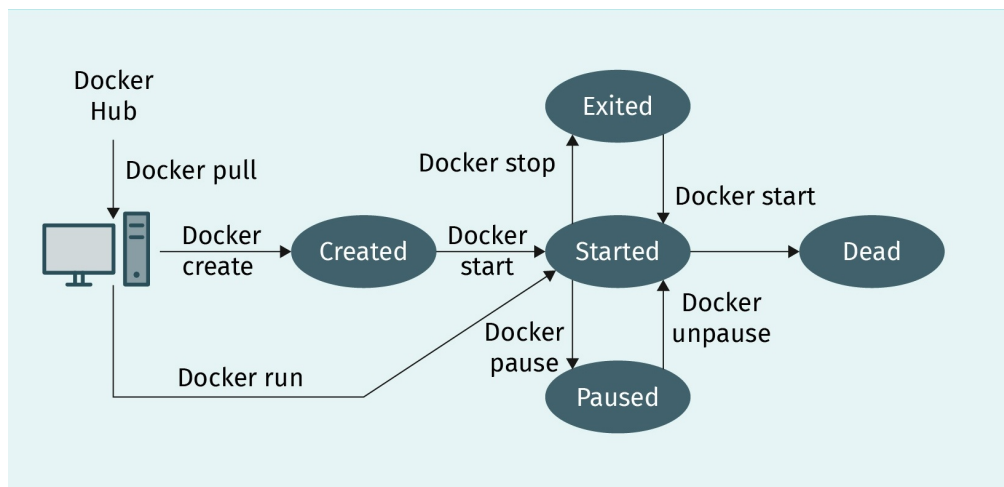 Docker
Hub
Docker pull
Docker
create
Created
Docker
start
Docker stop
Exited
Docker start
Started
Dead
Docker run
Docker
pause
Docker
unpause
Paused